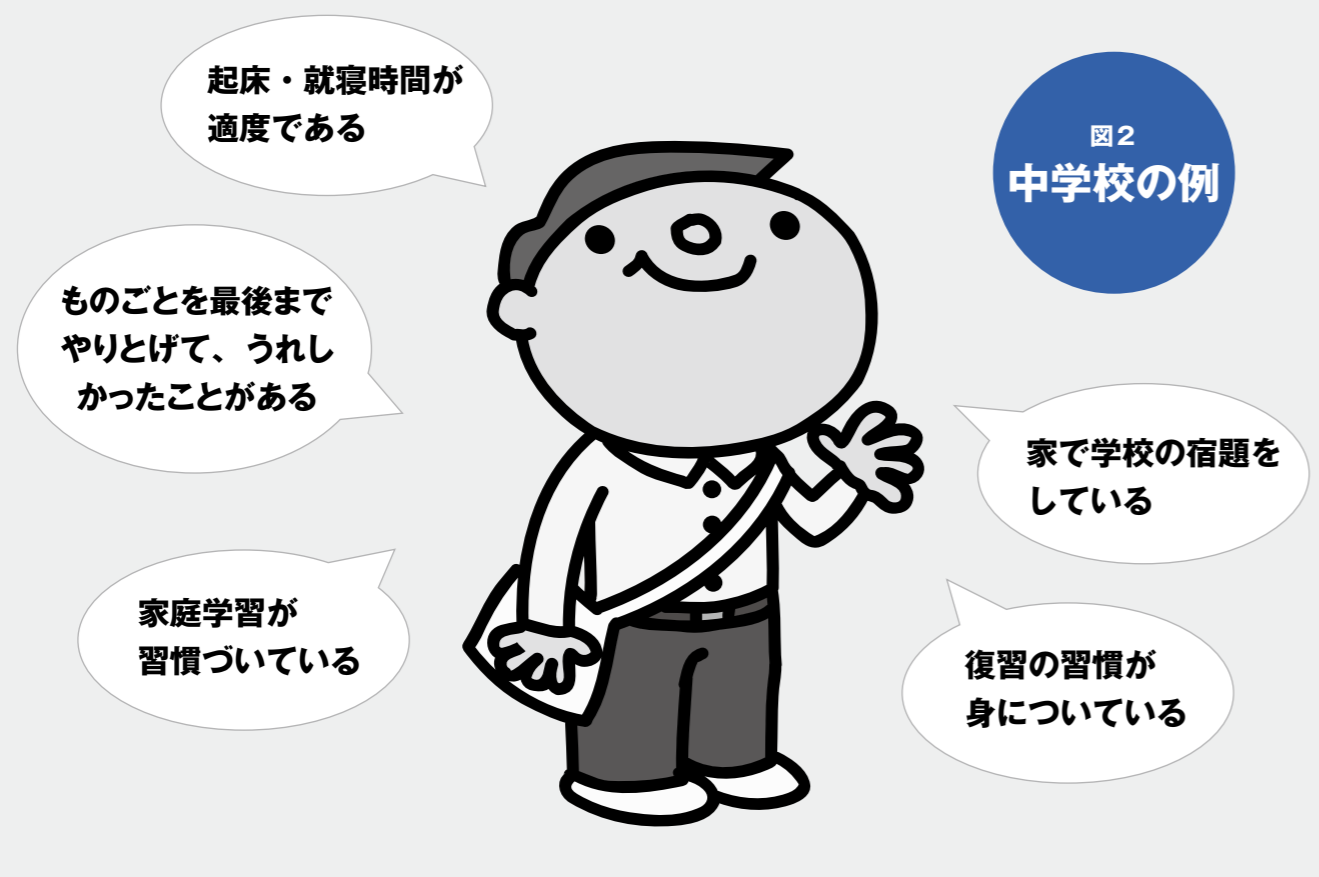 図2
中学校の例
起床・就寝時間が
適度である
ものごとを最後まで
やりとげて、うれし
かったことがある
家で学校の宿題を
している
家庭学習が
習慣づいている
復習の習慣が
身についている